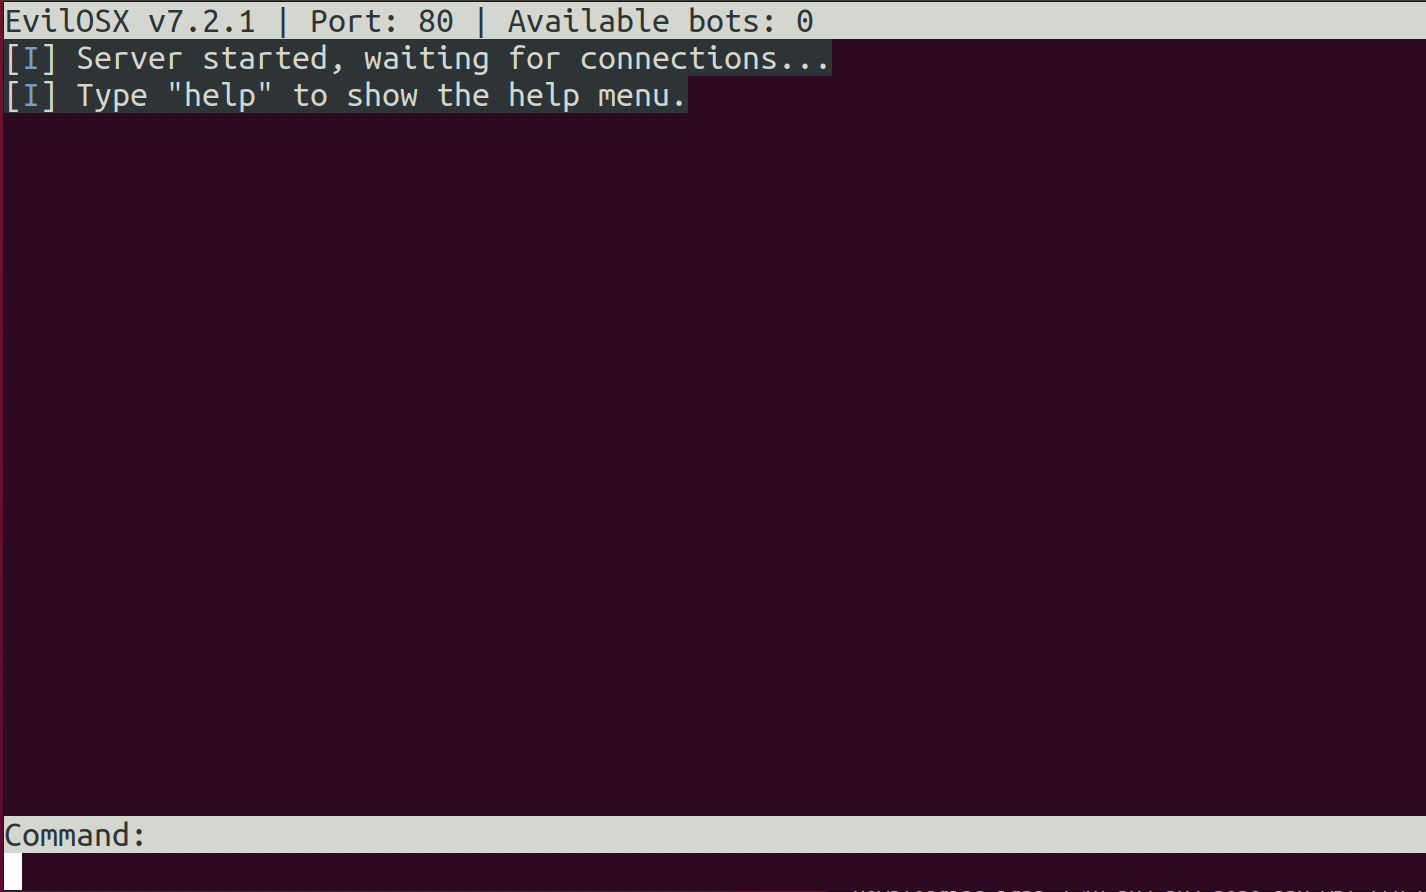 EvilOSX v7.2.1 | Port: 80 | Available bots: 0
[I] Server started, waiting for connections...
[I] Type "help" to show the help menu.
Command: